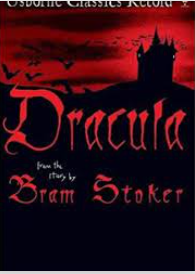 Usborne Classics Retold
Dracula
from the
story by
Bram Stoker